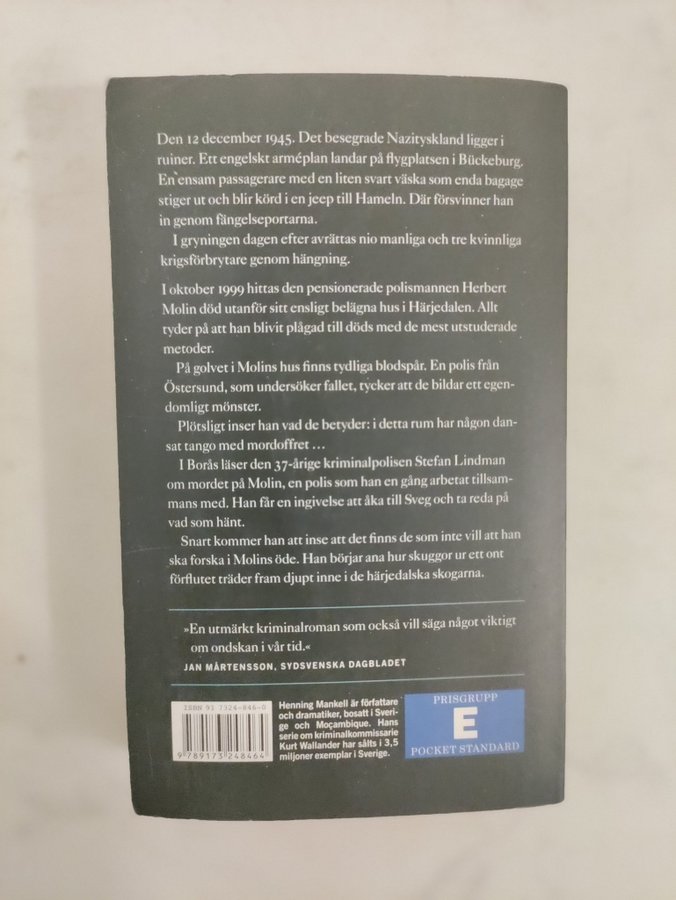 Den 12 december 1945. Det besegrade Nazityskland ligger i
ruiner. Ett engelskt arméplan landar på flygplatsen i Bückeburg.
En ensam passagerare med en liten svart väska som enda bagage
stiger ut och blir körd i en jeep till Hameln. Där försvinner han
in genom fängelseportarna.
I gryningen dagen efter avrättas nio manliga och tre kvinnliga
krigsförbrytare genom hängning.
I oktober 1999 hittas den pensionerade polismannen Herbert
Molin död utanför sitt ensligt belägna hus i Härjedalen. Allt
tyder på att han blivit plågad till döds med de mest utstuderade
metoder.
På golvet i Molins hus finns tydliga blodspår. En polis från
Östersund, som undersöker fallet, tycker att de bildar ett egen-
domligt mönster.
Plötsligt inser han vad de betyder: i detta rum har någon dan-
sat tango med mordoffret …
I Borås läser den 37-årige kriminalpolisen Stefan Lindman
om mordet på Molin, en polis som han en gång arbetat tillsam-
mans med. Han får en ingivelse att åka till Sveg och ta reda på
vad som hänt.
Snart kommer han att inse att det finns de som inte vill att han
ska forska i Molins öde. Han börjar ana hur skuggor ur ett ont
förflutet träder fram djupt inne i de härjedalska skogarna.
»En utmärkt kriminalroman som också vill säga något viktigt
om ondskan i vår tid.«
JAN MÅRTENSSON, SYDSVENSKA DAGBLADET
ISBN 91 7324-846-0
9 789173 248464
Henning Mankell är författare
och dramatiker, bosatt i Sveri-
ge och Moçambique. Hans
serie om kriminalkommissarie
Kurt Wallander har sålts i 3,5
miljoner exemplar i Sverige.
PRISGRUPP
E
POCKET STANDARD